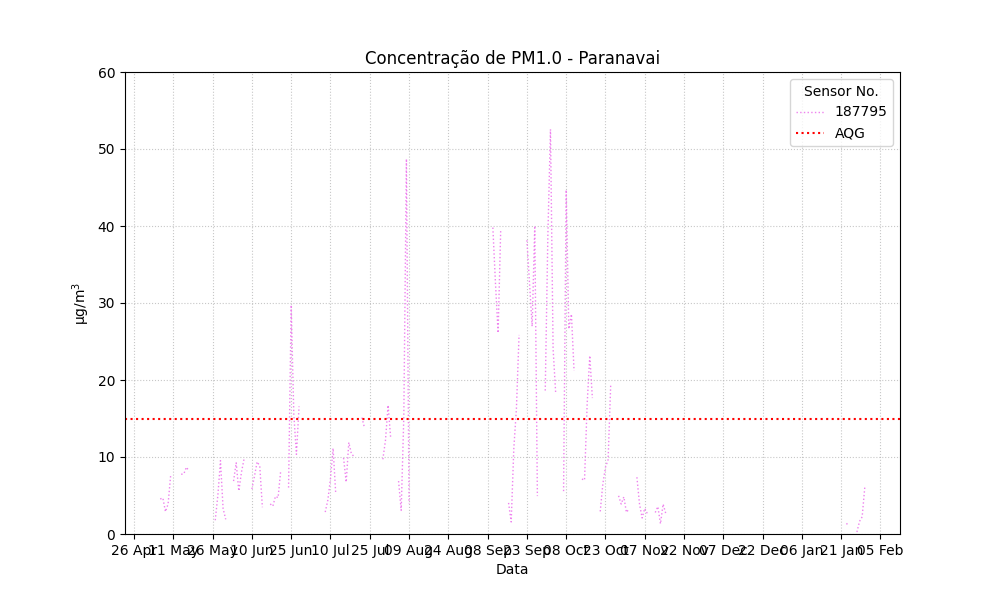 Concentração de PM1.0 - Paranavai
Sensor No.
187795
AQG
60
50
40
30
20
10
0
µg/m³
26 Apr 11 May 26 May 10 Jun 25 Jun 10 Jul 25 Jul 09 Aug 24 Aug 08 Sep 23 Sep 08 Oct 23 Oct 07 Nov 22 Nov 07 Dec 22 Dec 06 Jan 21 Jan 05 Feb
Data